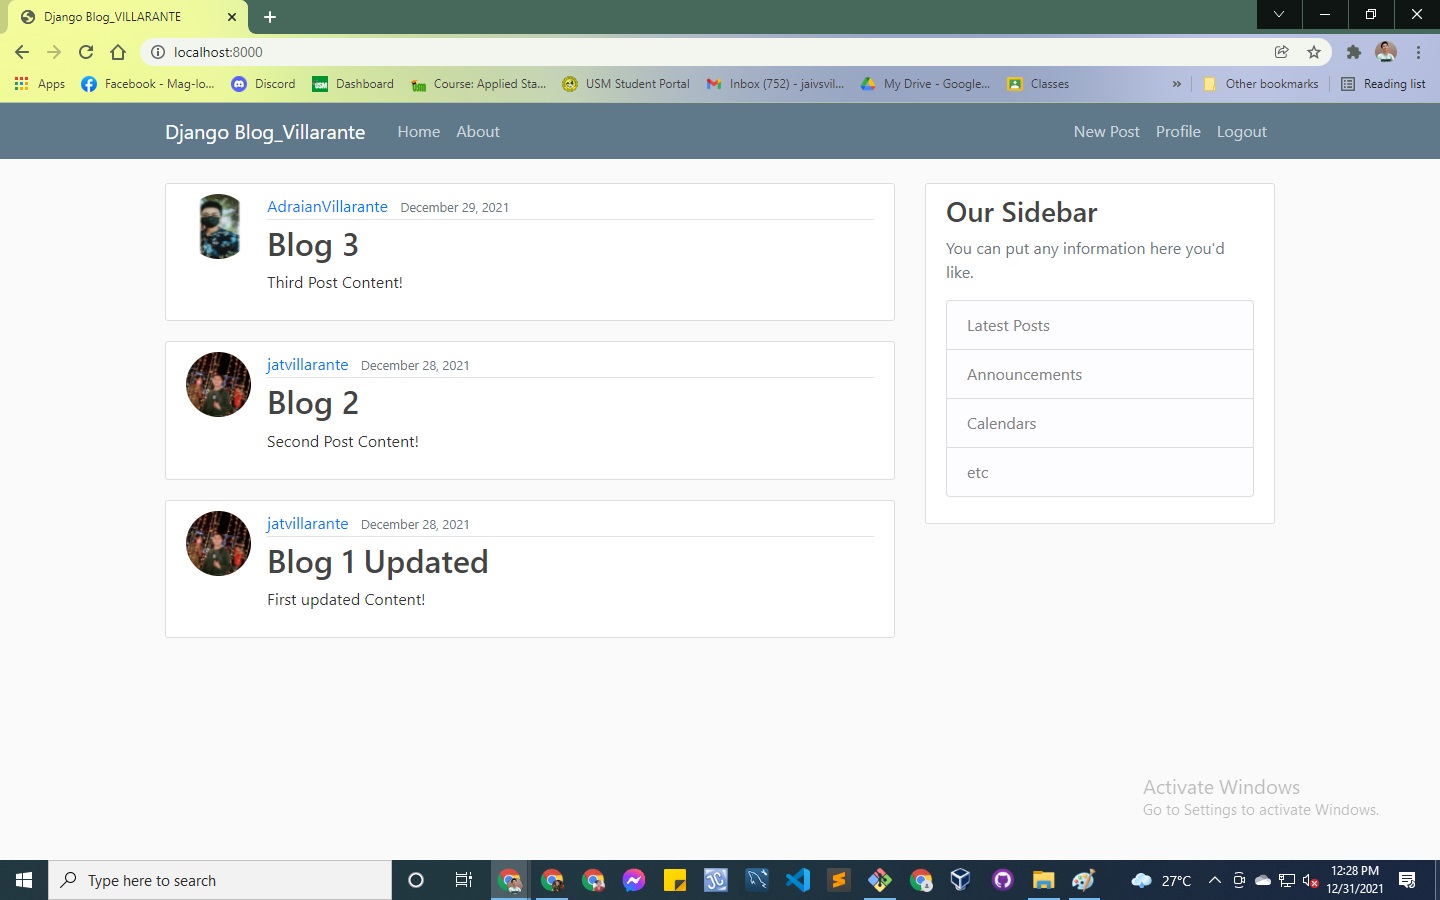 Django Blog_VILLARANTE
localhost:8000
Apps
Facebook - Mag-lo...
Discord
Dashboard
Course: Applied Sta...
USM Student Portal
Inbox (752) - jaivsvil...
My Drive - Google...
Classes
»
Other bookmarks
Reading list
Django Blog_Villarante
Home
About
New Post
Profile
Logout
AdraianVillarante December 29, 2021
Blog 3
Third Post Content!
jatvillarante December 28, 2021
Blog 2
Second Post Content!
jatvillarante December 28, 2021
Blog 1 Updated
First updated Content!
Our Sidebar
You can put any information here you'd
like.
Latest Posts
Announcements
Calendars
etc
Activate Windows
Go to Settings to activate Windows.
Type here to search
27°C
12:28 PM
12/31/2021